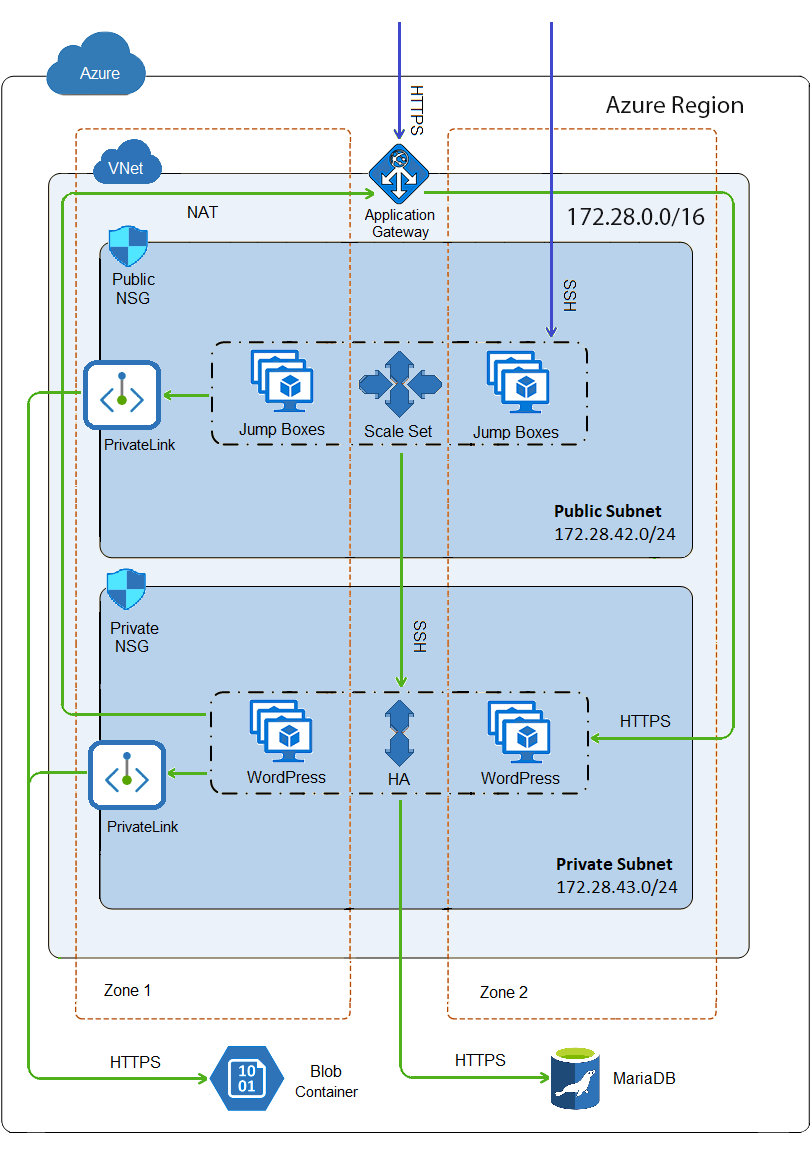 Azure
Azure Region
HTTPS
VNet
NAT
Application
Gateway
172.28.0.0/16
Public
NSG
SSH
PrivateLink
Jump Boxes
Scale Set
Jump Boxes
Public Subnet
172.28.42.0/24
Private
NSG
SSH
HTTPS
WordPress
HA
WordPress
PrivateLink
Private Subnet
172.28.43.0/24
Zone 1
Zone 2
HTTPS
10
01
Blob
Container
HTTPS
MariaDB